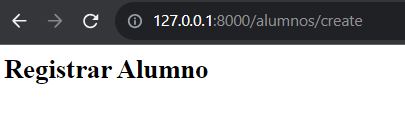 127.0.0.1:8000/alumnos/create
Registrar Alumno